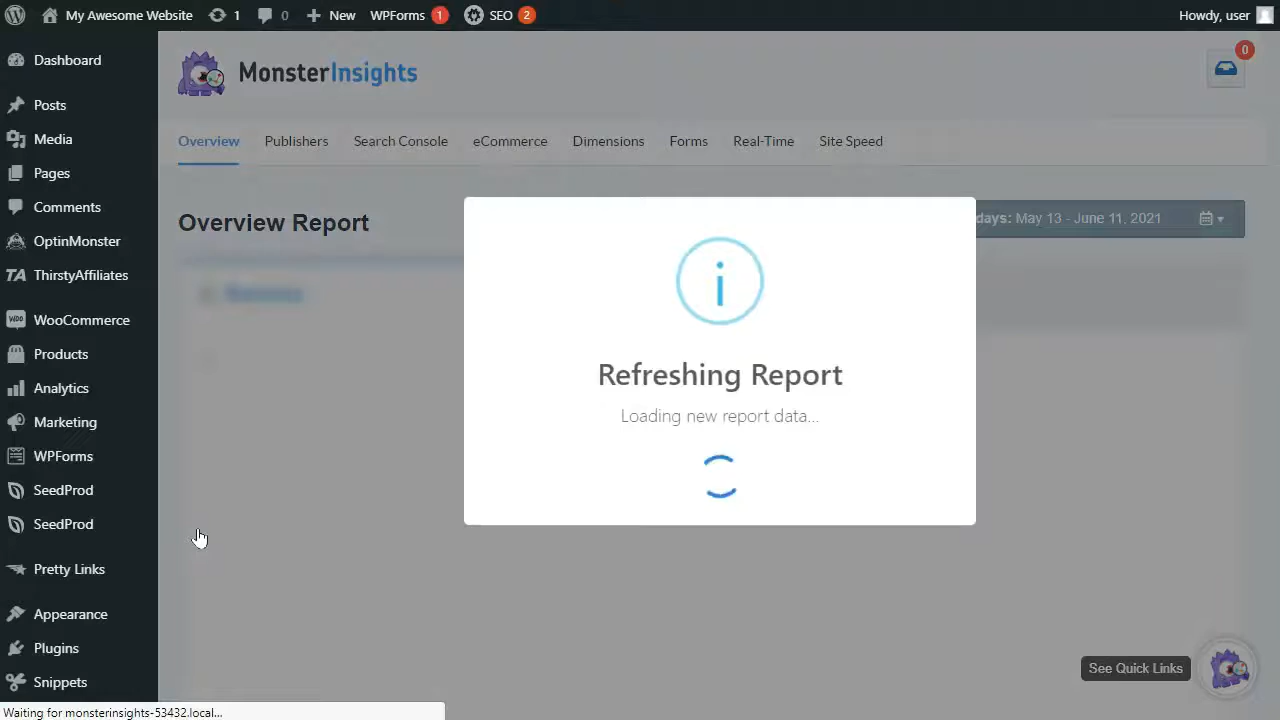 My Awesome Website 1 0 New WPForms 1 SEO 2 Howdy, user
Dashboard
Posts
Media
Pages
Comments
OptinMonster
TA ThirstyAffiliates
WooCommerce
Products
Analytics
Marketing
WPForms
SeedProd
SeedProd
Pretty Links
Appearance
Plugins
Snippets
MonsterInsights
0
Overview Publishers Search Console eCommerce Dimensions Forms Real-Time Site Speed
Overview Report
days: May 13 - June 11, 2021
Refreshing Report
Loading new report data...
See Quick Links
Waiting for monsterinsights-53432.local...